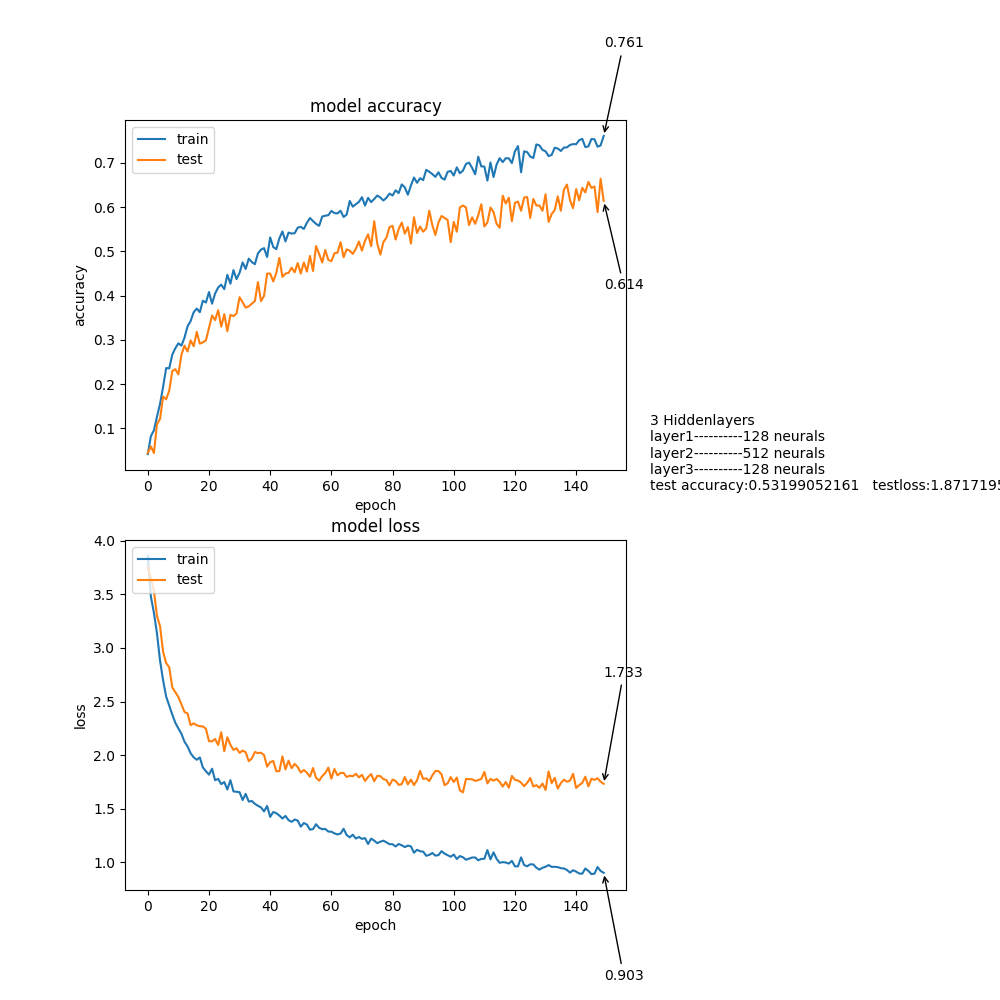 0.761
model accuracy
train
test
0.7
0.6
0.5
0.4
0.3
0.2
0.1
accuracy
0.614
0 20 40 60 80 100 120 140
epoch
3 Hiddenlayers
layer1----------128 neurals
layer2----------512 neurals
layer3----------128 neurals
test accuracy:0.53199052161 testloss:1.8717195
model loss
train
test
4.0
3.5
3.0
2.5
2.0
1.5
1.0
loss
1.733
0 20 40 60 80 100 120 140
epoch
0.903